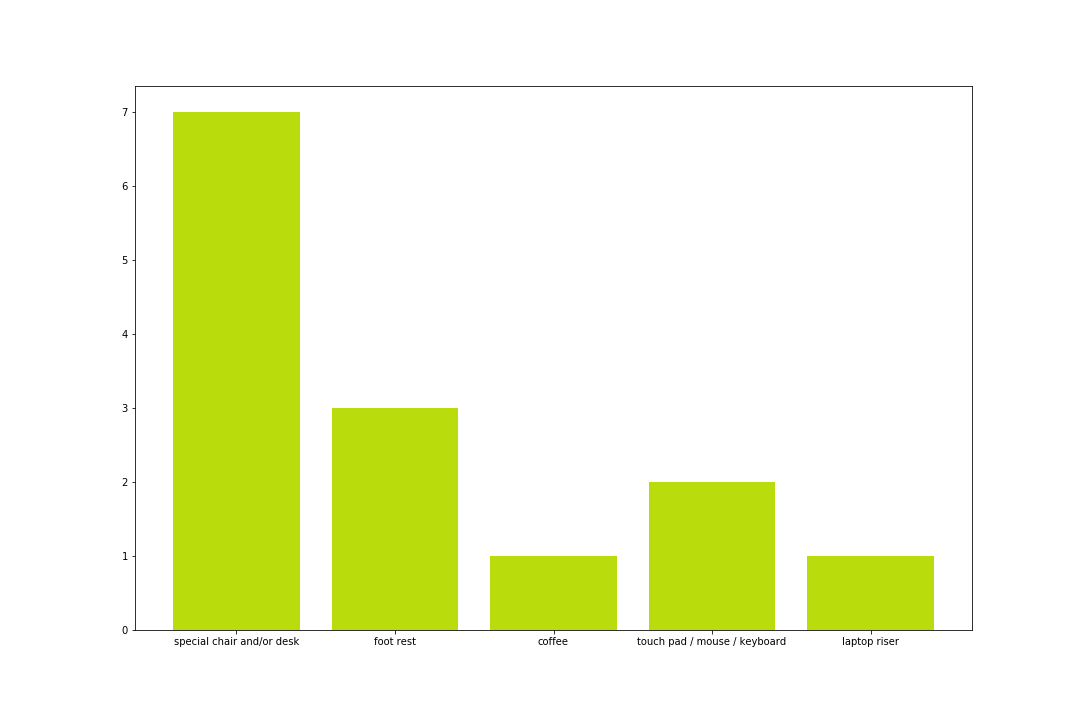 7
6
5
4
3
2
1
0
special chair and/or desk
foot rest
coffee
touch pad / mouse / keyboard
laptop riser